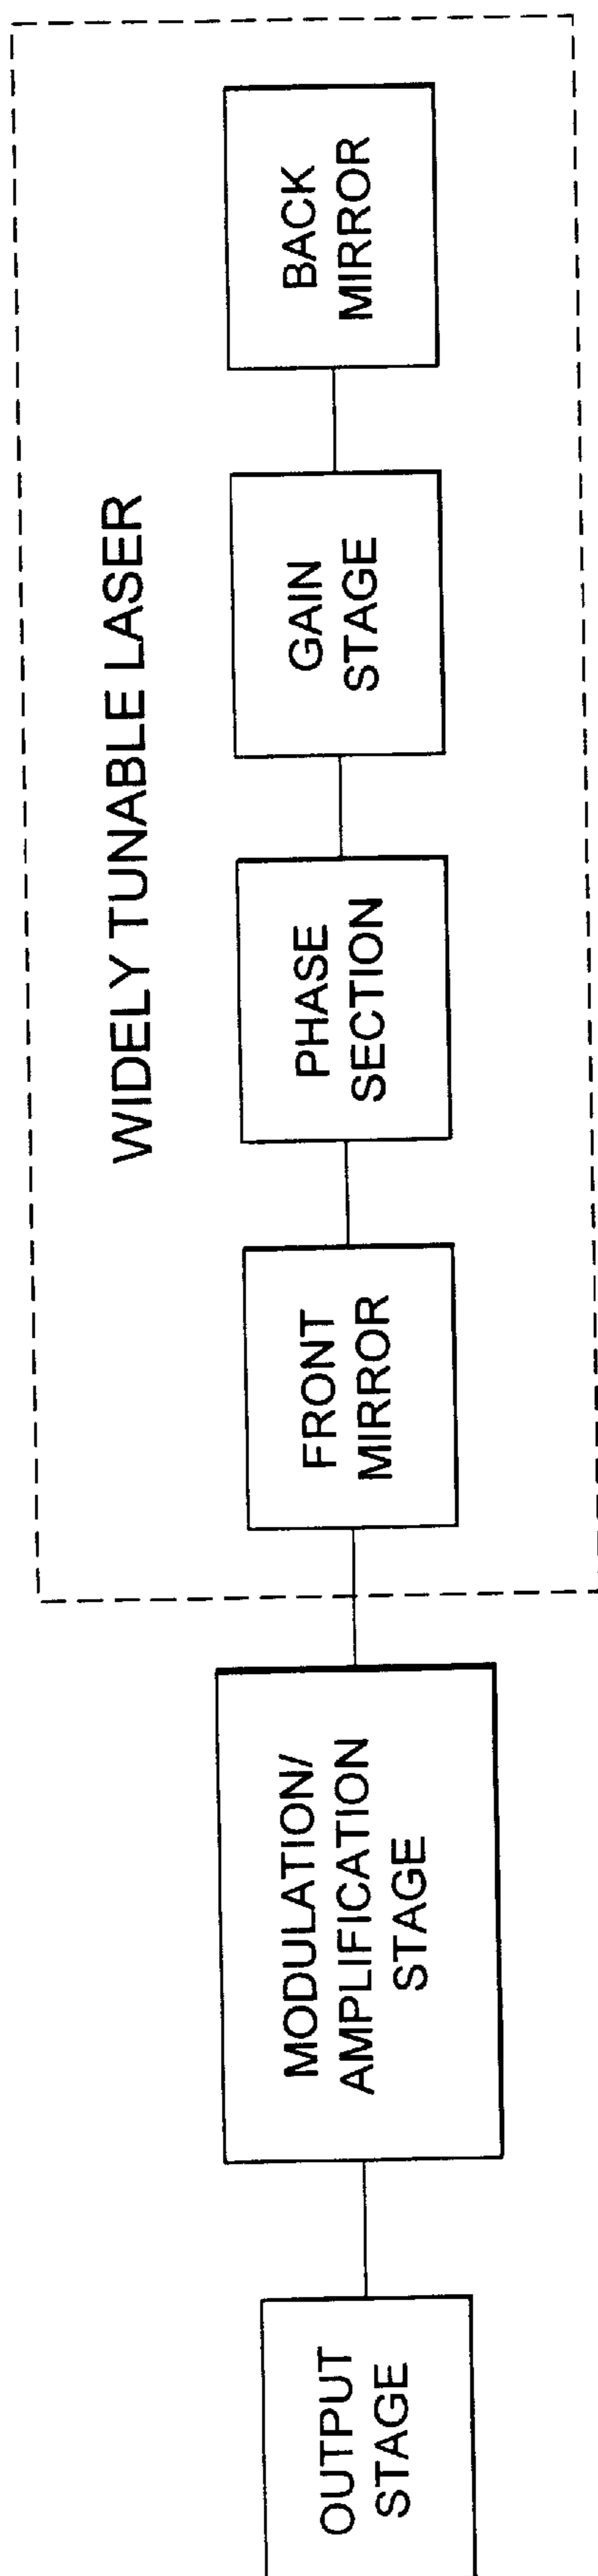 WIDELY TUNABLE LASER
OUTPUT
STAGE
MODULATION/
AMPLIFICATION
STAGE
FRONT
MIRROR
PHASE
SECTION
GAIN
STAGE
BACK
MIRROR